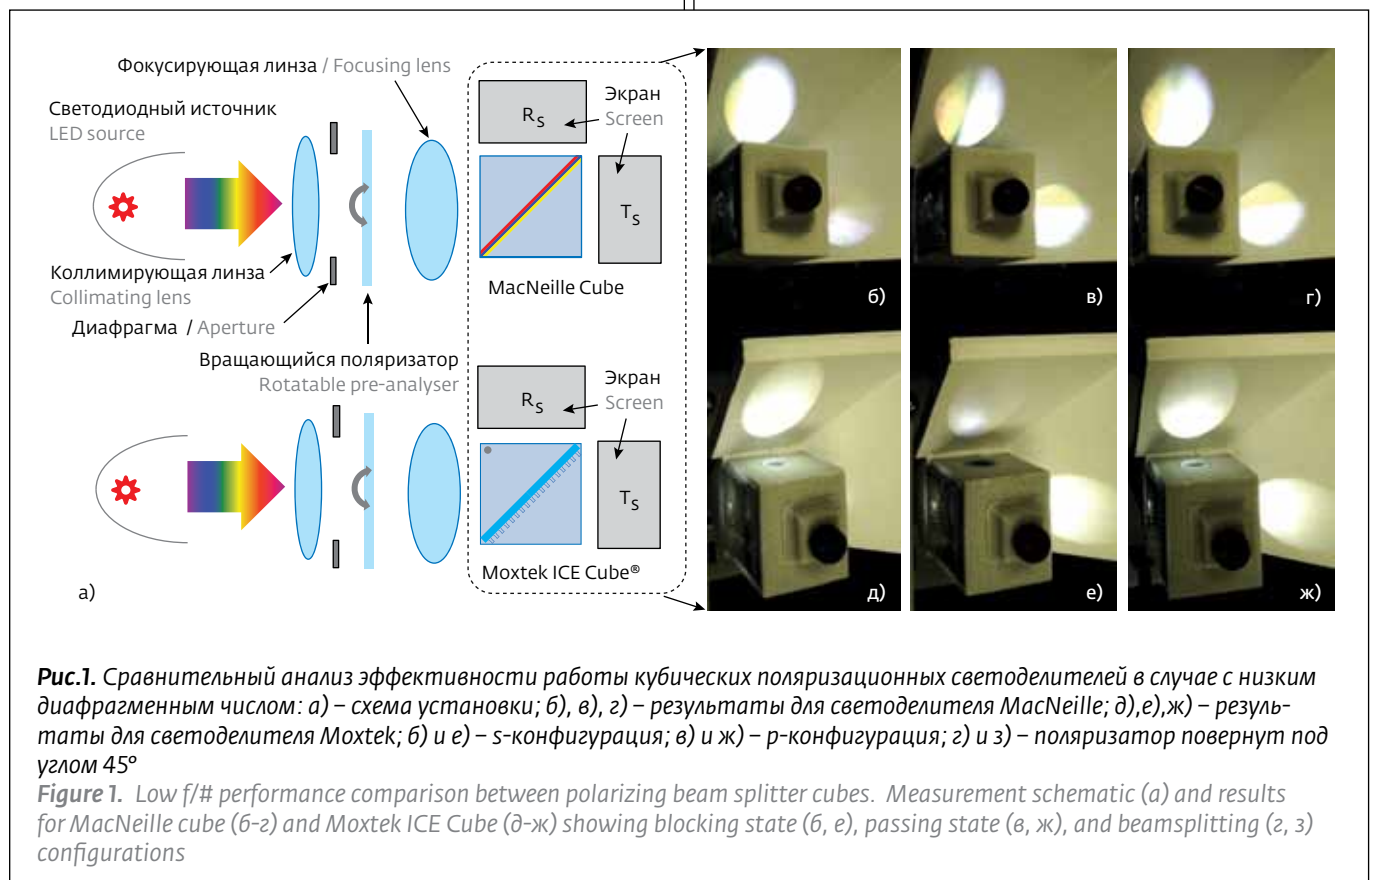 Фокусирующая линза / Focusing lens
Светодиодный источник
LED source
Экран
Screen
R_S
T_S
Коллимирующая линза
Collimating lens
MacNeille Cube
Диафрагма / Aperture
Вращающийся поляризатор
Rotatable pre-analyser
Экран
Screen
R_S
T_S
Moxtek ICE Cube®
а)
б)
в)
г)
д)
е)
ж)
Рис.1. Сравнительный анализ эффективности работы кубических поляризационных светоделителей в случае с низким
диафрагменным числом: а) – схема установки; б), в), г) – результаты для светоделителя MacNeille; д),е),ж) – резуль-
таты для светоделителя Moxtek; б) и е) – s-конфигурация; в) и ж) – p-конфигурация; г) и з) – поляризатор повернут под
углом 45°
Figure 1. Low f/# performance comparison between polarizing beam splitter cubes. Measurement schematic (a) and results
for MacNeille cube (б-г) and Moxtek ICE Cube (д-ж) showing blocking state (б, е), passing state (в, ж), and beamsplitting (г, з)
configurations